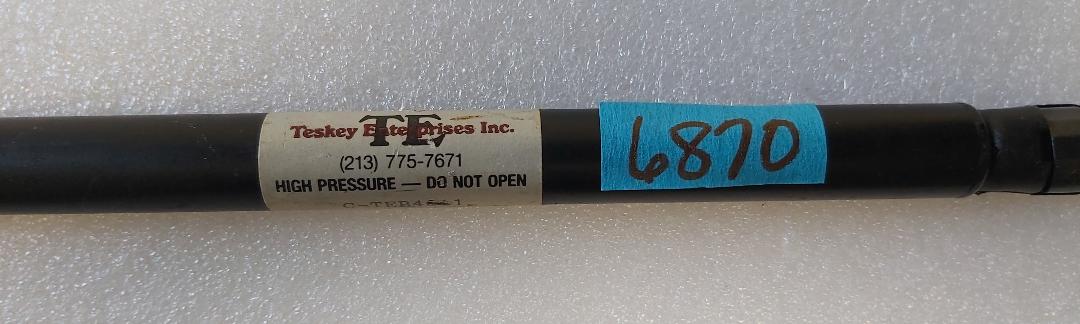 TE
Teskey Enterprises Inc.
(213) 775-7671
HIGH PRESSURE — DO NOT OPEN
6870